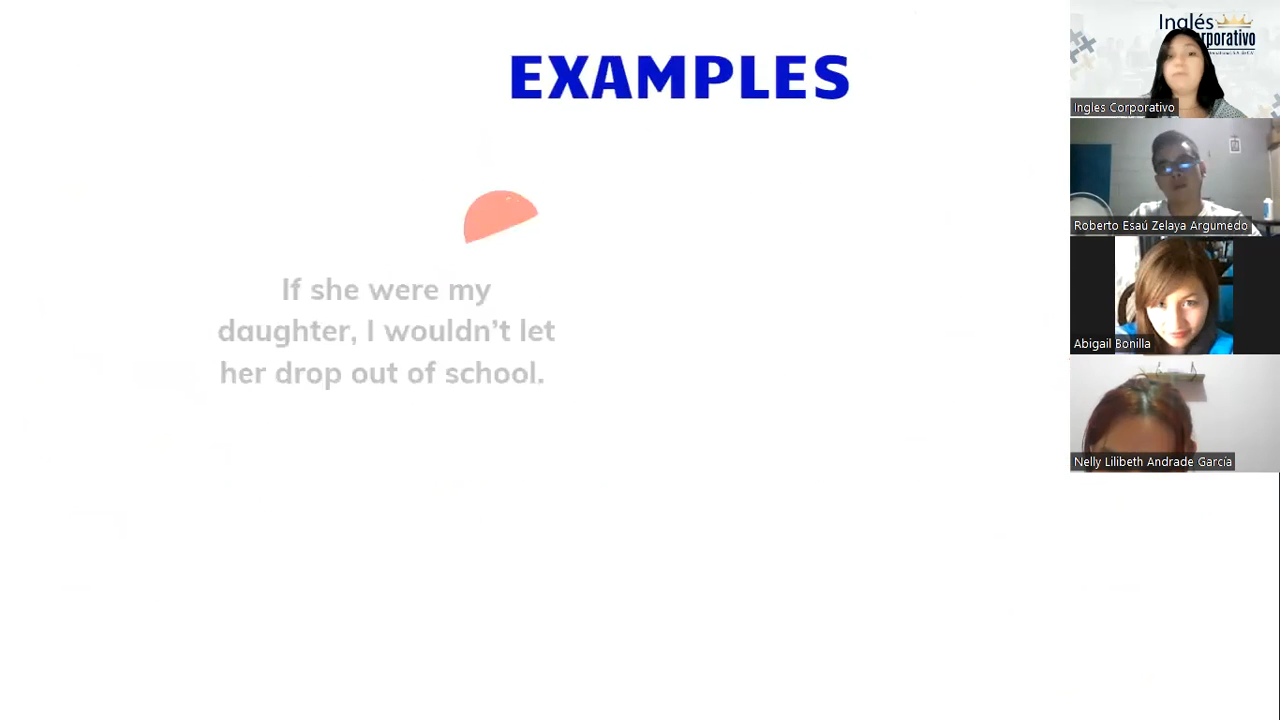 EXAMPLES
If she were my
daughter, I wouldn't let
her drop out of school.
Inglés
orporativo
Ingles Corporativo
Roberto Esaú Zelaya Argumedo
Abigail Bonilla
Nelly Lilibeth Andrade García